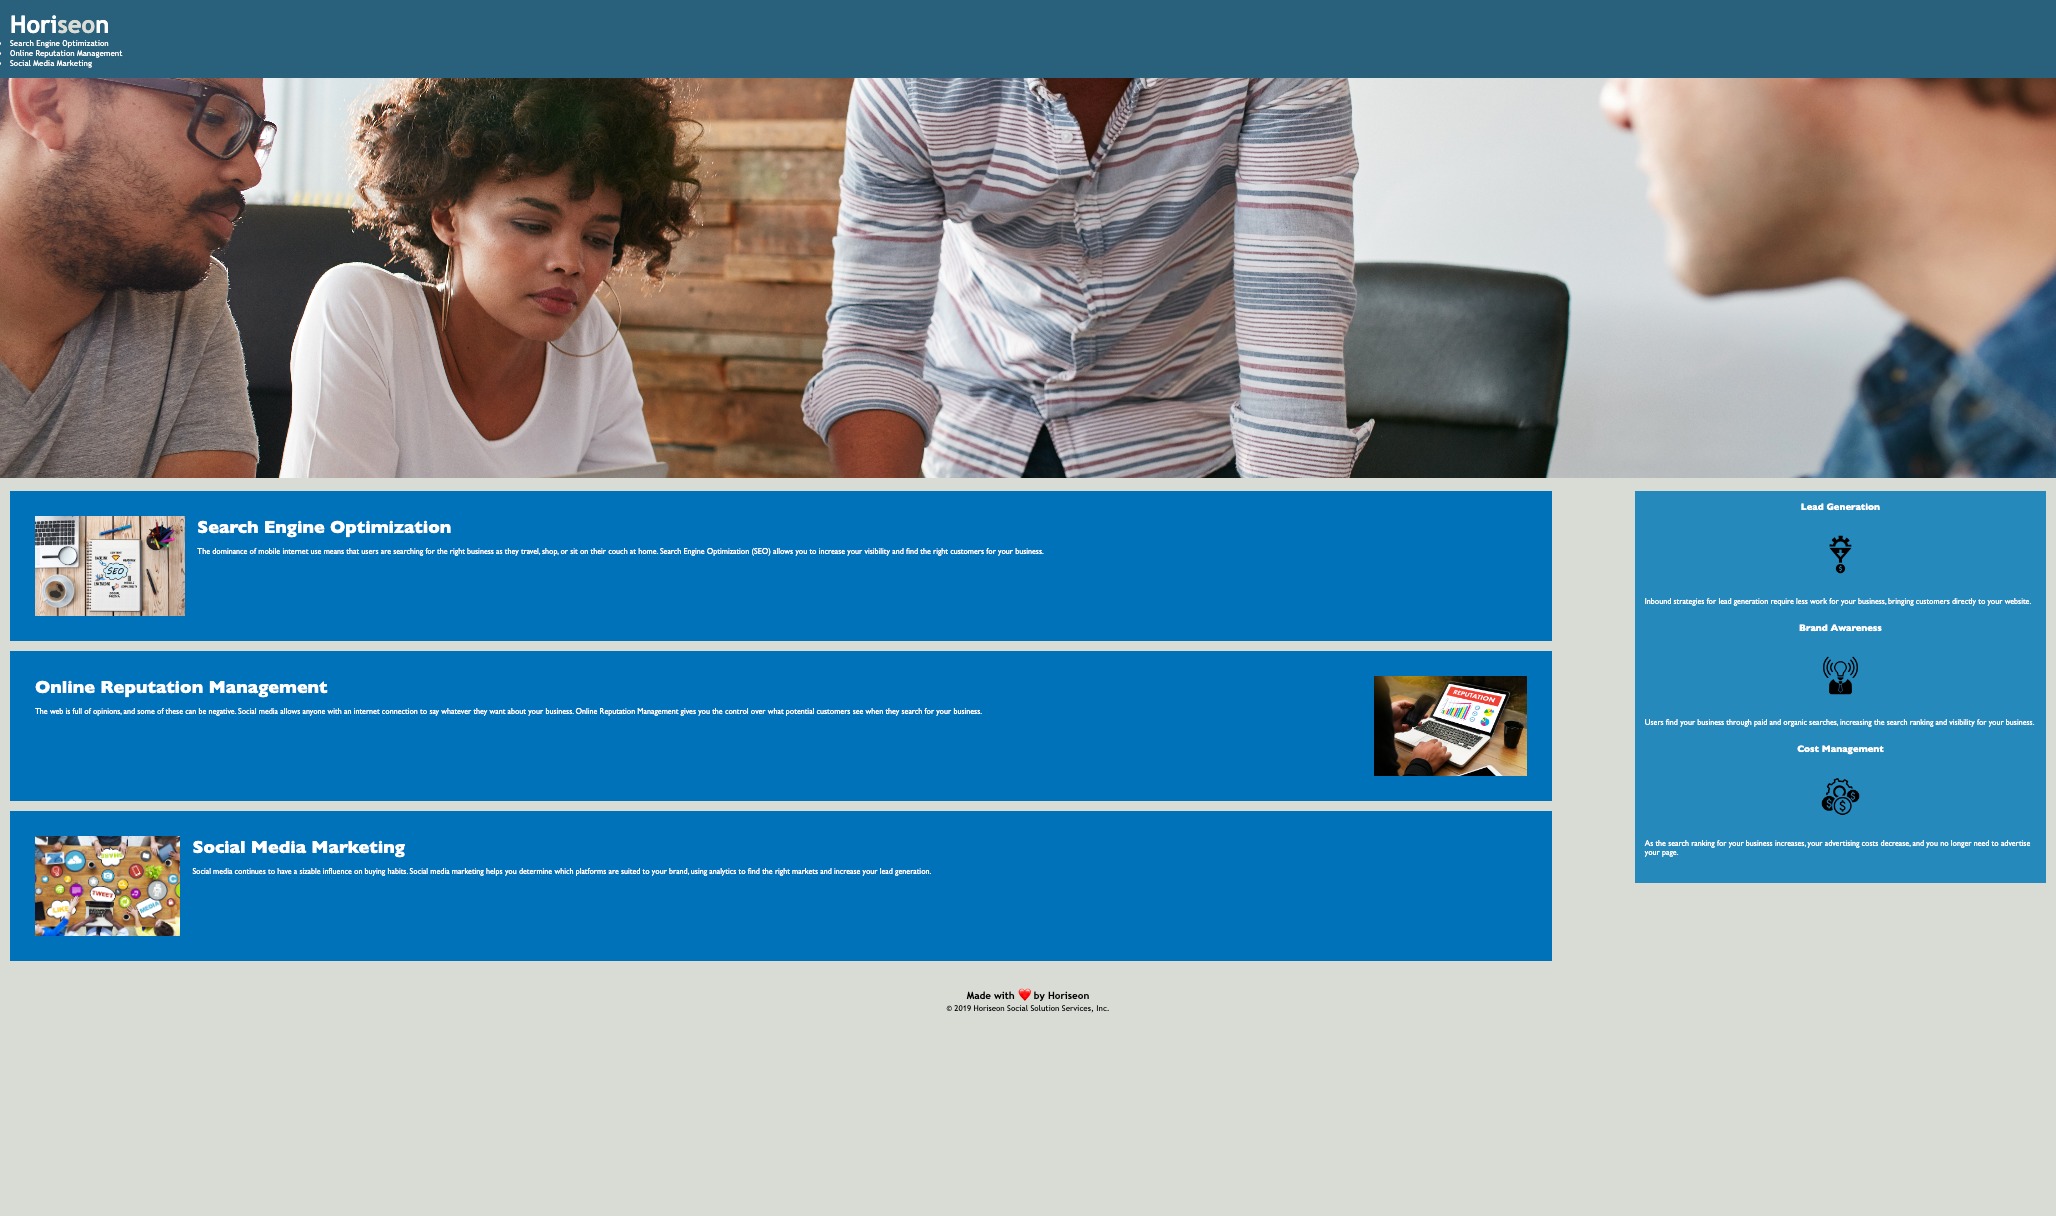 Horiseon
Search Engine Optimization
Online Reputation Management
Social Media Marketing
Search Engine Optimization
The dominance of mobile internet use means that users are searching for the right business as they travel, shop, or sit on their couch at home. Search Engine Optimization (SEO) allows you to increase your visibility and find the right customers for your business.
SEO
Online Reputation Management
The web is full of opinions, and some of these can be negative. Social media allows anyone with an internet connection to say whatever they want about your business. Online Reputation Management gives you the control over what potential customers see when they search for your business.
REPUTATION
Social Media Marketing
Social media continues to have a sizable influence on buying habits. Social media marketing helps you determine which platforms are suited to your brand, using analytics to find the right markets and increase your lead generation.
TWEET
LIKE
MEDIA
Lead Generation
Inbound strategies for lead generation require less work for your business, bringing customers directly to your website.
Brand Awareness
Users find your business through paid and organic searches, increasing the search ranking and visibility for your business.
Cost Management
As the search ranking for your business increases, your advertising costs decrease, and you no longer need to advertise
your page.
Made with ❤️ by Horiseon
© 2019 Horiseon Social Solution Services, Inc.